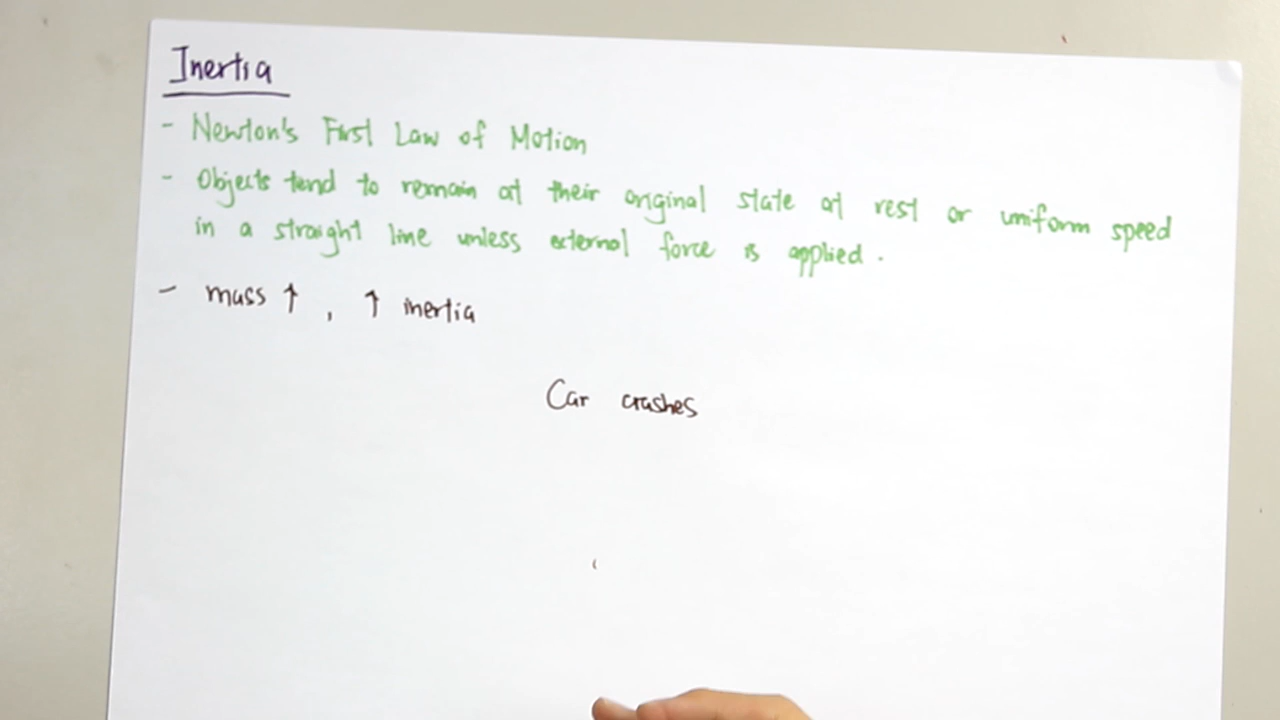 Inertia
- Newton's First Law of Motion
- Objects tend to remain at their original state at rest or uniform speed
in a straight line unless external force is applied.
- mass ↑ , ↑ inertia
Car crashes